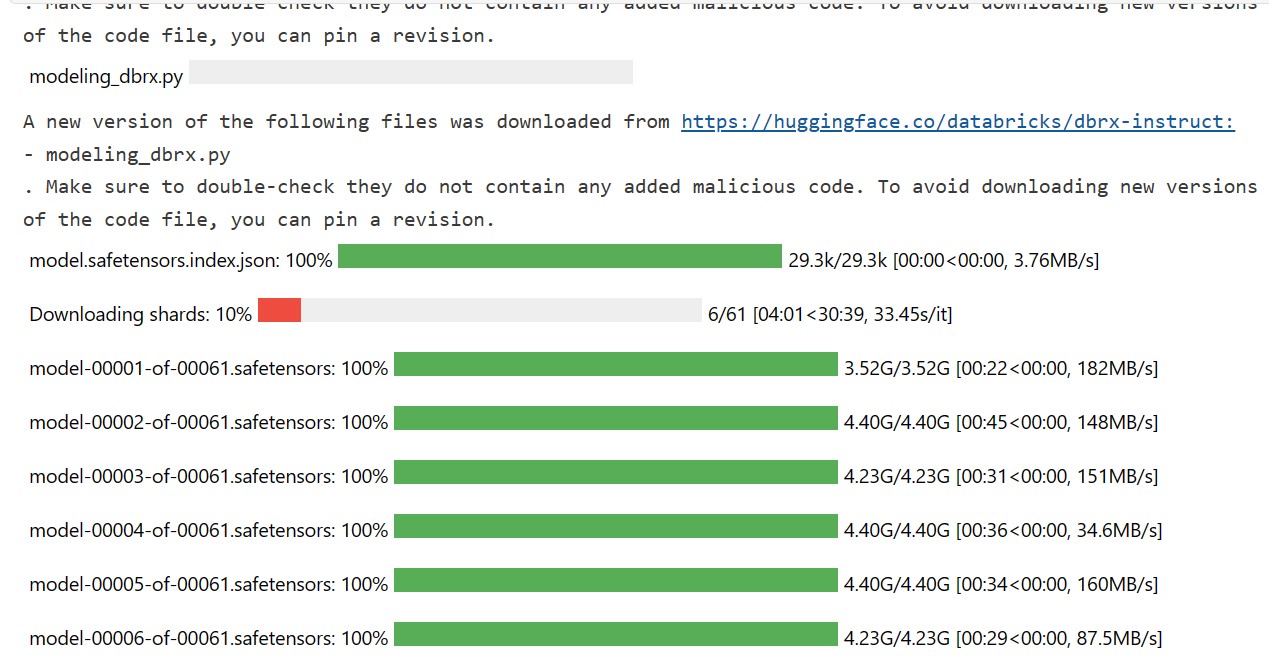 . Make sure to double-check they do not contain any added malicious code. To avoid downloading new versions
of the code file, you can pin a revision.
modeling_dbrx.py
A new version of the following files was downloaded from https://huggingface.co/databricks/dbrx-instruct:
- modeling_dbrx.py
. Make sure to double-check they do not contain any added malicious code. To avoid downloading new versions
of the code file, you can pin a revision.
model.safetensors.index.json: 100% 29.3k/29.3k [00:00<00:00, 3.76MB/s]
Downloading shards: 10% 6/61 [04:01<30:39, 33.45s/it]
model-00001-of-00061.safetensors: 100% 3.52G/3.52G [00:22<00:00, 182MB/s]
model-00002-of-00061.safetensors: 100% 4.40G/4.40G [00:45<00:00, 148MB/s]
model-00003-of-00061.safetensors: 100% 4.23G/4.23G [00:31<00:00, 151MB/s]
model-00004-of-00061.safetensors: 100% 4.40G/4.40G [00:36<00:00, 34.6MB/s]
model-00005-of-00061.safetensors: 100% 4.40G/4.40G [00:34<00:00, 160MB/s]
model-00006-of-00061.safetensors: 100% 4.23G/4.23G [00:29<00:00, 87.5MB/s]